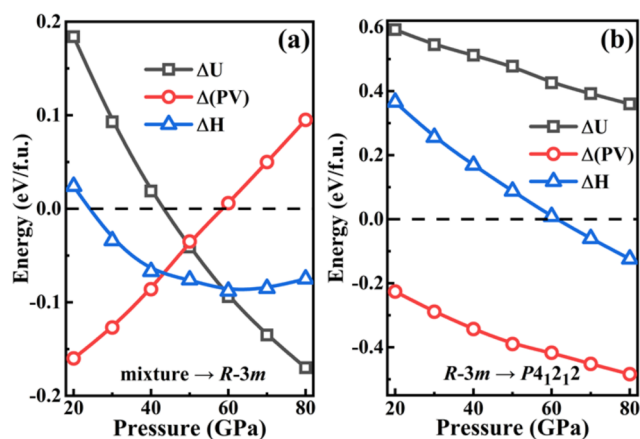 (a)
0.2
0.1
0.0
-0.1
-0.2
Energy (eV/f.u.)
ΔU
Δ(PV)
ΔH
mixture → R-3m
20 40 60 80
Pressure (GPa)
(b)
0.6
0.4
0.2
0.0
-0.2
-0.4
Energy (eV/f.u.)
ΔU
Δ(PV)
ΔH
R-3m → P4₁2₁2
20 40 60 80
Pressure (GPa)